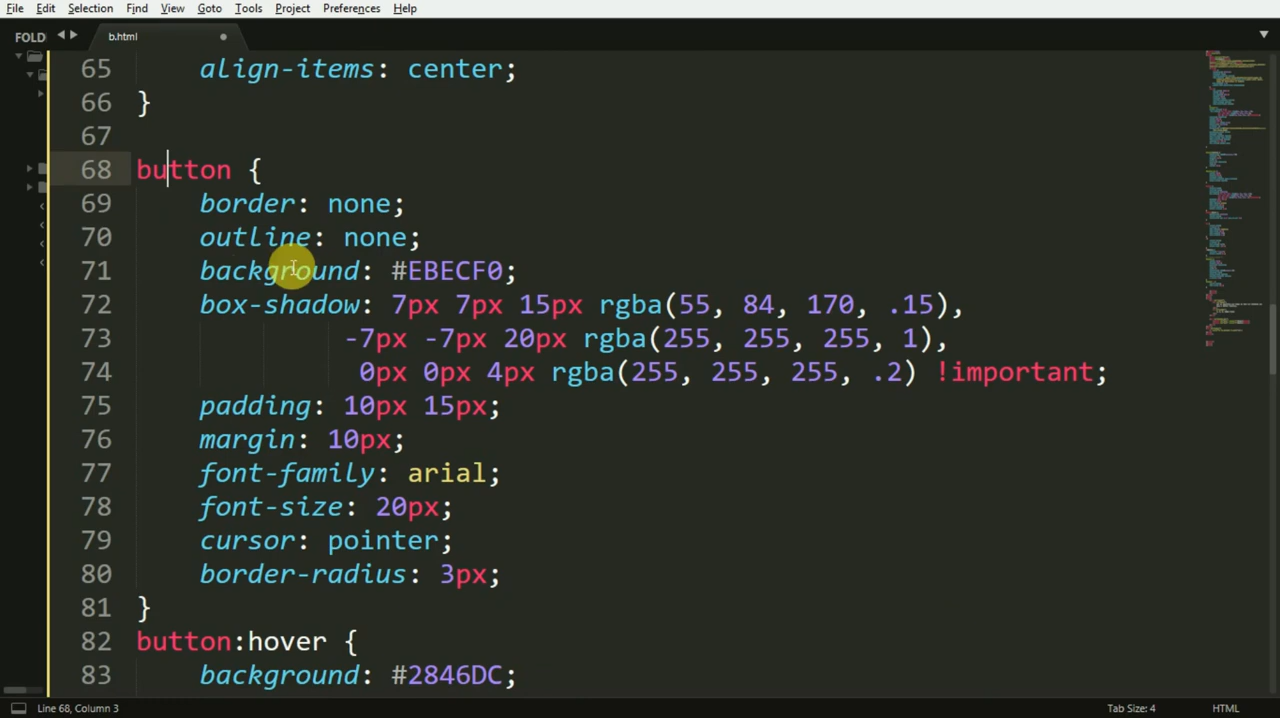 File Edit Selection Find View Goto Tools Project Preferences Help
FOLD
b.html
65 align-items: center;
66 }
67
68 button {
69 border: none;
70 outline: none;
71 background: #EBECF0;
72 box-shadow: 7px 7px 15px rgba(55, 84, 170, .15),
73 -7px -7px 20px rgba(255, 255, 255, 1),
74 0px 0px 4px rgba(255, 255, 255, .2) !important;
75 padding: 10px 15px;
76 margin: 10px;
77 font-family: arial;
78 font-size: 20px;
79 cursor: pointer;
80 border-radius: 3px;
81 }
82 button:hover {
83 background: #2846DC;
Line 68, Column 3
Tab Size: 4
HTML